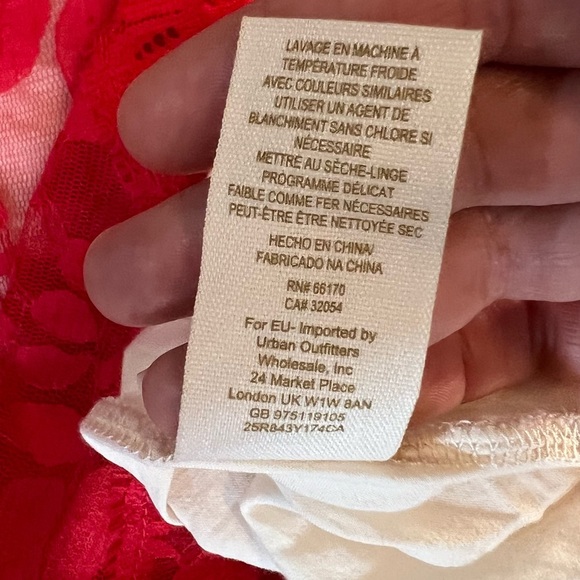 LAVAGE EN MACHINE À
TEMPÉRATURE FROIDE
AVEC COULEURS SIMILAIRES
UTILISER UN AGENT DE
BLANCHIMENT SANS CHLORE SI
NÉCESSAIRE
METTRE AU SÈCHE-LINGE
PROGRAMME DÉLICAT
FAIBLE COMME FER NÉCESSAIRES
PEUT-ÊTRE ÊTRE NETTOYÉE SEC
HECHO EN CHINA/
FABRICADO NA CHINA
RN# 66170
CA# 32054
For EU- Imported by
Urban Outfitters
Wholesale, Inc
24 Market Place
London UK W1W 8AN
GB 975119105
25R843Y174CA